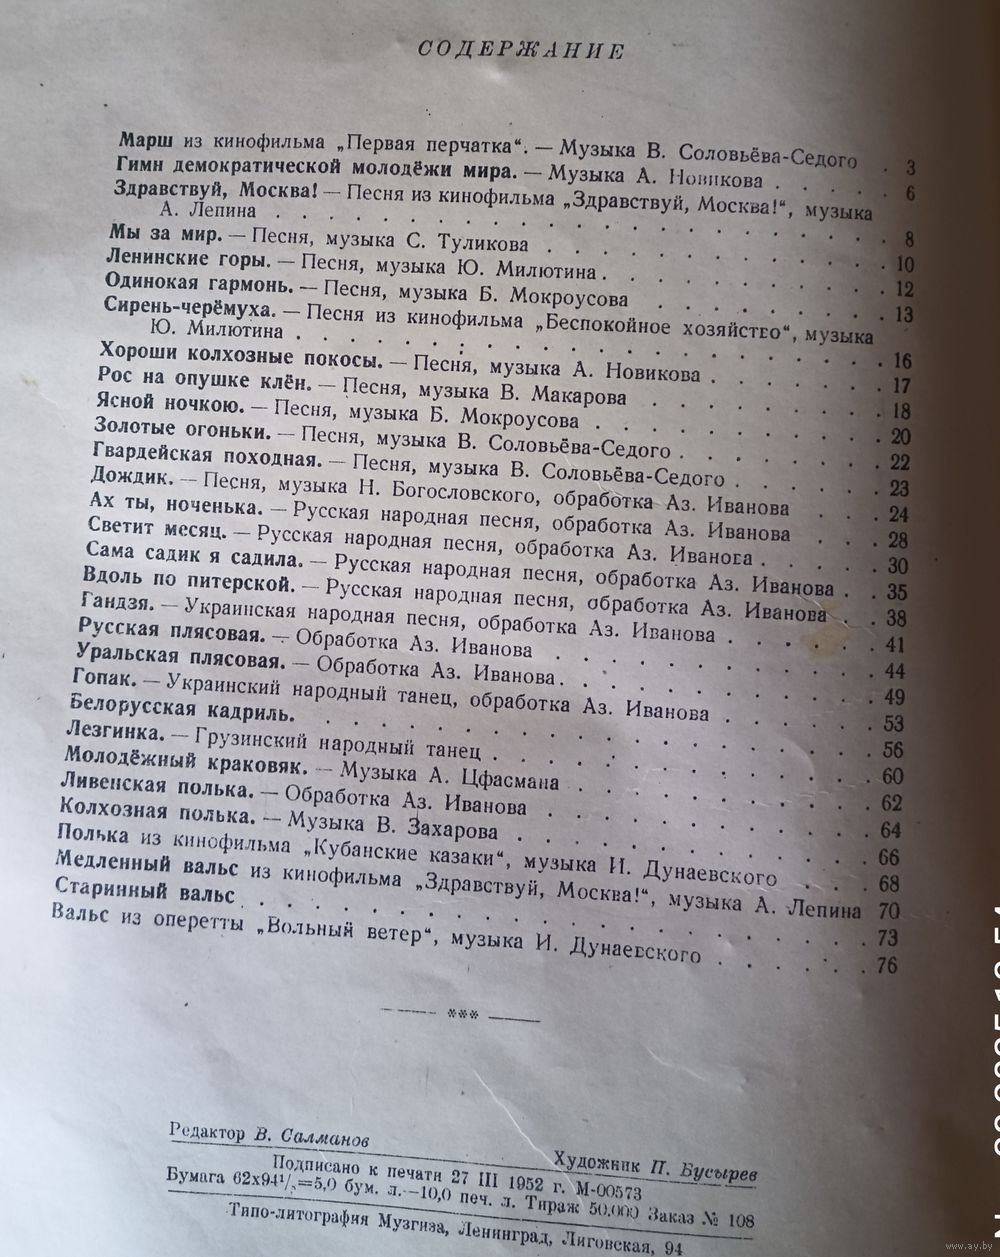 СОДЕРЖАНИЕ
Марш из кинофильма „Первая перчатка“. — Музыка В. Соловьёва-Седого . 3
Гимн демократической молодёжи мира. — Музыка А. Новикова . . . . . 6
Здравствуй, Москва! — Песня из кинофильма „Здравствуй, Москва!“, музыка
А. Лепина . . . . . . . . . . . . . . . . 8
Мы за мир. — Песня, музыка С. Туликова . . . . . . . . . 10
Ленинские горы. — Песня, музыка Ю. Милютина . . . . . . . 12
Одинокая гармонь. — Песня, музыка Б. Мокроусова . . . . . . 13
Сирень-черёмуха. — Песня из кинофильма „Беспокойное хозяйство“, музыка
Ю. Милютина . . . . . . . . . . . . . . . 16
Хороши колхозные покосы. — Песня, музыка А. Новикова . . . . . 17
Рос на опушке клён. — Песня, музыка В. Макарова . . . . . . 18
Ясной ночкою. — Песня, музыка Б. Мокроусова . . . . . . . 20
Золотые огоньки. — Песня, музыка В. Соловьёва-Седого . . . . . 22
Гвардейская походная. — Песня, музыка В. Соловьёва-Седого . . . . 23
Дождик. — Песня, музыка Н. Богословского, обработка Аз. Иванова . . . 24
Ах ты, ноченька. — Русская народная песня, обработка Аз. Иванова . . . 28
Светит месяц. — Русская народная песня, обработка Аз. Иванова . . . . 30
Сама садик я садила. — Русская народная песня, обработка Аз. Иванова . . 35
Вдоль по питерской. — Русская народная песня, обработка Аз. Иванова . . 38
Гандзя. — Украинская народная песня, обработка Аз. Иванова . . . . . 41
Русская плясовая. — Обработка Аз. Иванова . . . . . . . . 44
Уральская плясовая. — Обработка Аз. Иванова . . . . . . . . 49
Гопак. — Украинский народный танец, обработка Аз. Иванова . . . . 53
Белорусская кадриль. . . . . . . . . . . . . . . 56
Лезгинка. — Грузинский народный танец . . . . . . . . . 60
Молодёжный краковяк. — Музыка А. Цфасмана . . . . . . . 62
Ливенская полька. — Обработка Аз. Иванова . . . . . . . . 64
Колхозная полька. — Музыка В. Захарова . . . . . . . . . 66
Полька из кинофильма „Кубанские казаки“, музыка И. Дунаевского . . . 68
Медленный вальс из кинофильма „Здравствуй, Москва!“, музыка А. Лепина 70
Старинный вальс . . . . . . . . . . . . . . . . 73
Вальс из оперетты „Вольный ветер“, музыка И. Дунаевского . . . . . 76
***
Редактор В. Салманов
Художник П. Бусырев
Подписано к печати 27 III 1952 г. М-00573
Бумага 62х94¹/₈=5,0 бум. л.—10,0 печ. л. Тираж 50,000 Заказ № 108
Типо-литография Музгиза, Ленинград, Лиговская, 94
www.ay.by